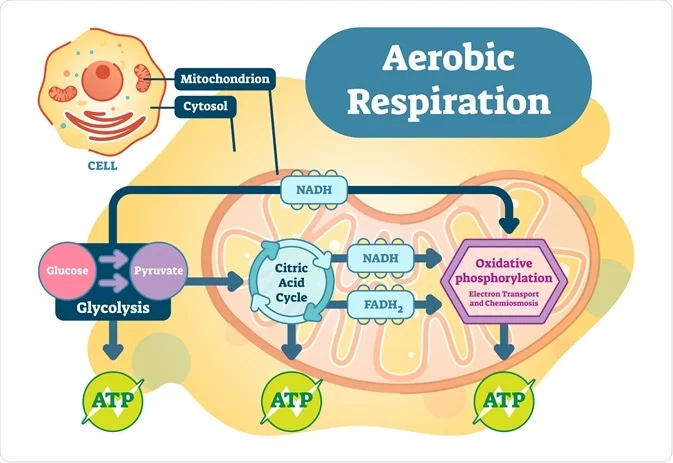 Aerobic
Respiration
Mitochondrion
Cytosol
CELL
NADH
Glucose
Pyruvate
Glycolysis
Citric
Acid
Cycle
NADH
FADH₂
Oxidative
phosphorylation
Electron Transport
and Chemiosmosis
ATP
ATP
ATP